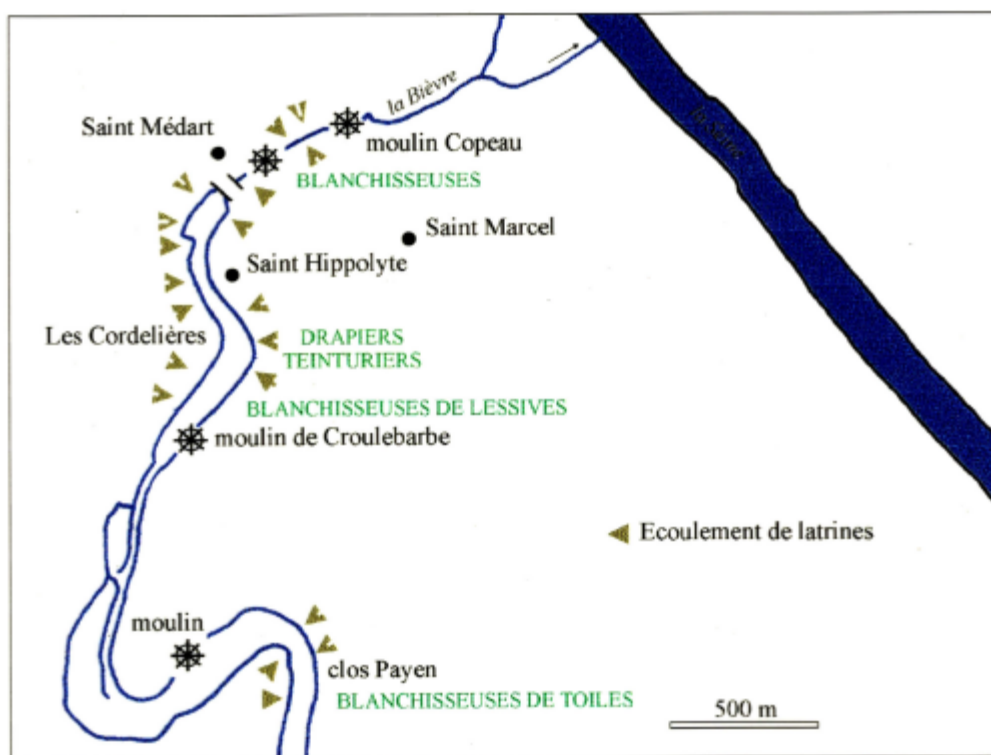 la Bièvre
la Seine
Saint Médart
moulin Copeau
BLANCHISSEUSES
Saint Marcel
Saint Hippolyte
Les Cordelières
DRAPIERS
TEINTURIERS
BLANCHISSEUSES DE LESSIVES
moulin de Croulebarbe
Ecoulement de latrines
moulin
clos Payen
BLANCHISSEUSES DE TOILES
500 m